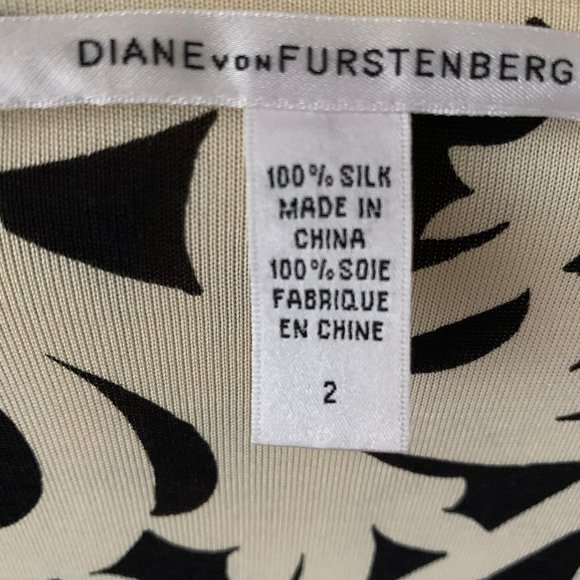 DIANE VON FURSTENBERG
100% SILK
MADE IN
CHINA
100% SOIE
FABRIQUE
EN CHINE
2